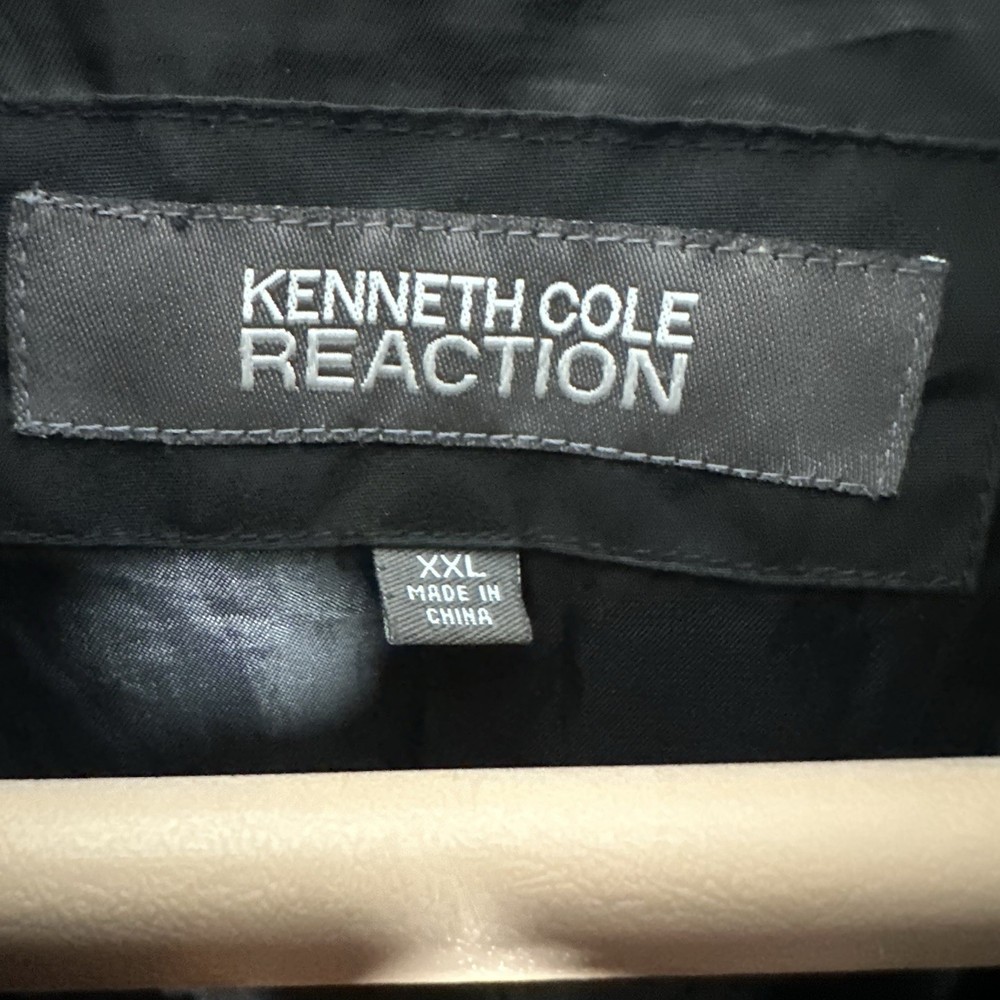 KENNETH COLE
REACTION
XXL
MADE IN
CHINA